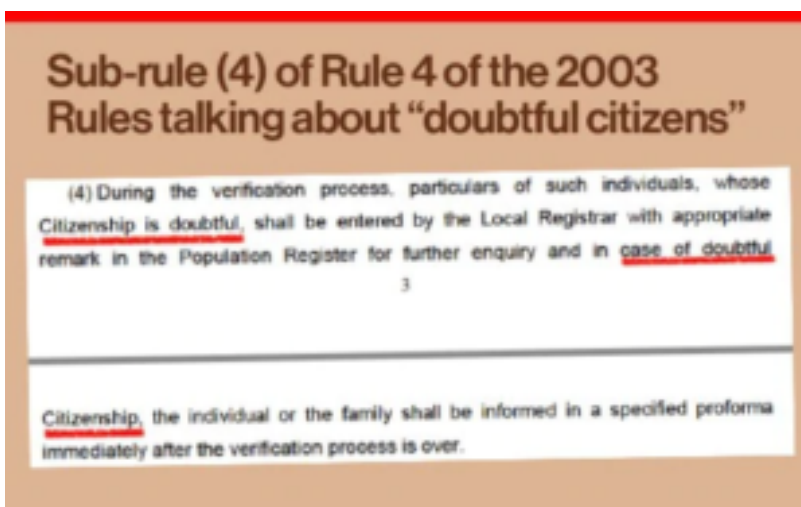 Sub-rule (4) of Rule 4 of the 2003
Rules talking about “doubtful citizens”
(4) During the verification process, particulars of such individuals, whose
Citizenship is doubtful, shall be entered by the Local Registrar with appropriate
remark in the Population Register for further enquiry and in case of doubtful
3
Citizenship, the individual or the family shall be informed in a specified proforma
immediately after the verification process is over.